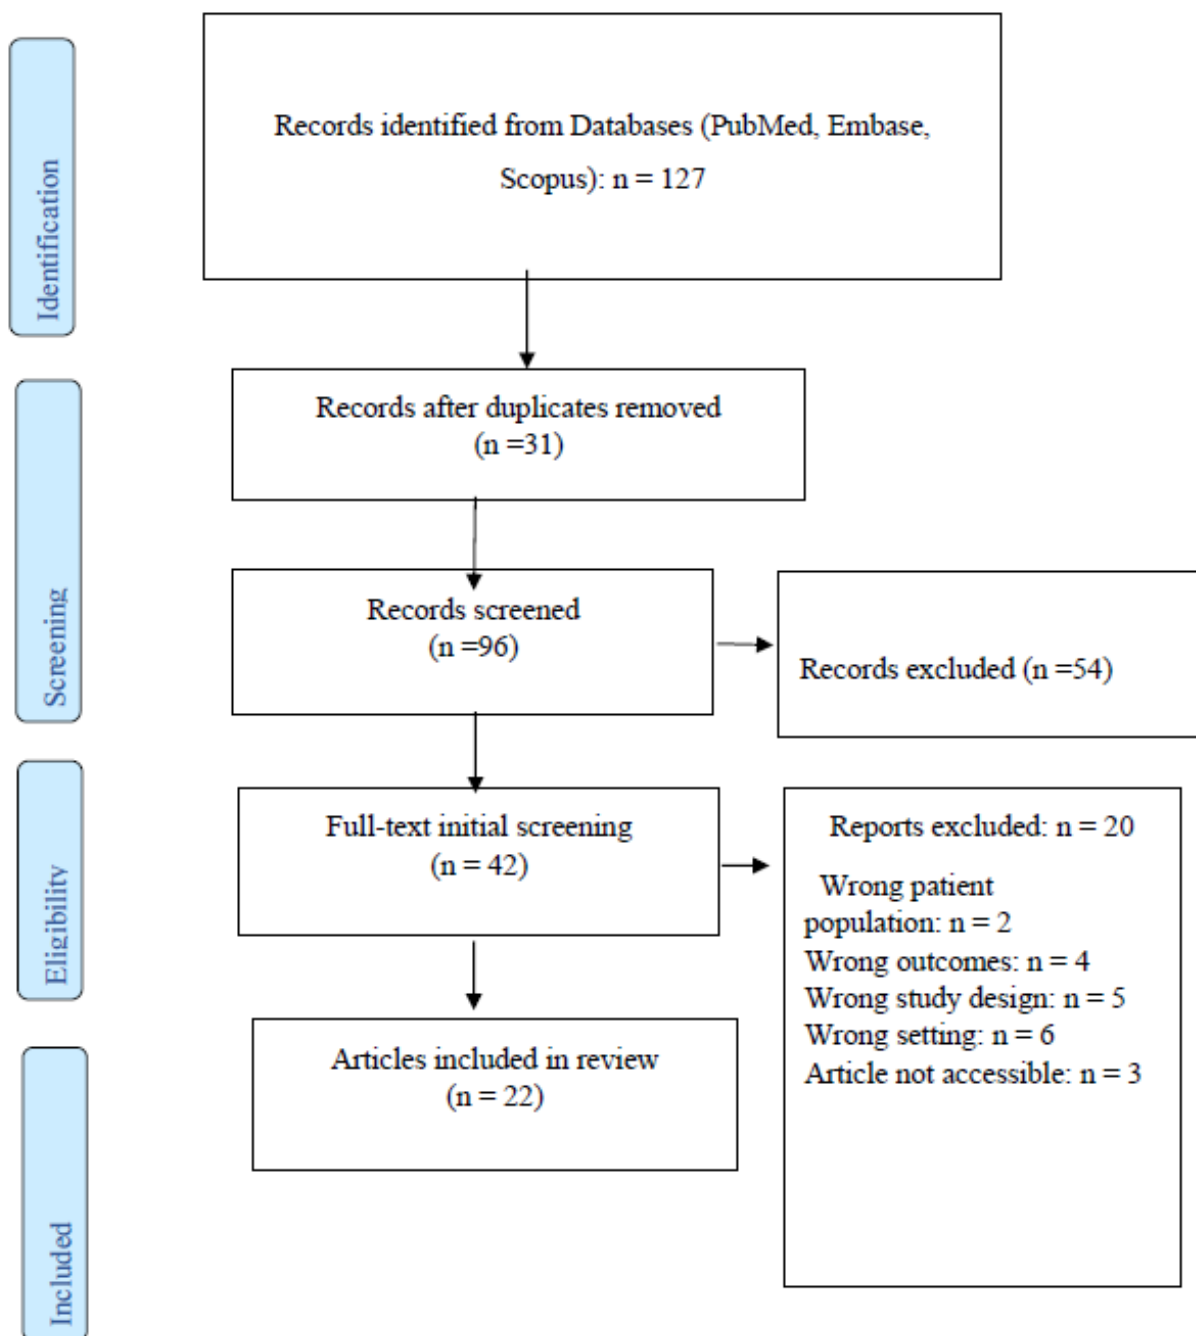 Identification
Records identified from Databases (PubMed, Embase,
Scopus): n = 127
Screening
Records after duplicates removed
(n =31)
Records screened
(n =96)
Records excluded (n =54)
Eligibility
Full-text initial screening
(n = 42)
Reports excluded: n = 20
Wrong patient
population: n = 2
Wrong outcomes: n = 4
Wrong study design: n = 5
Wrong setting: n = 6
Article not accessible: n = 3
Included
Articles included in review
(n = 22)